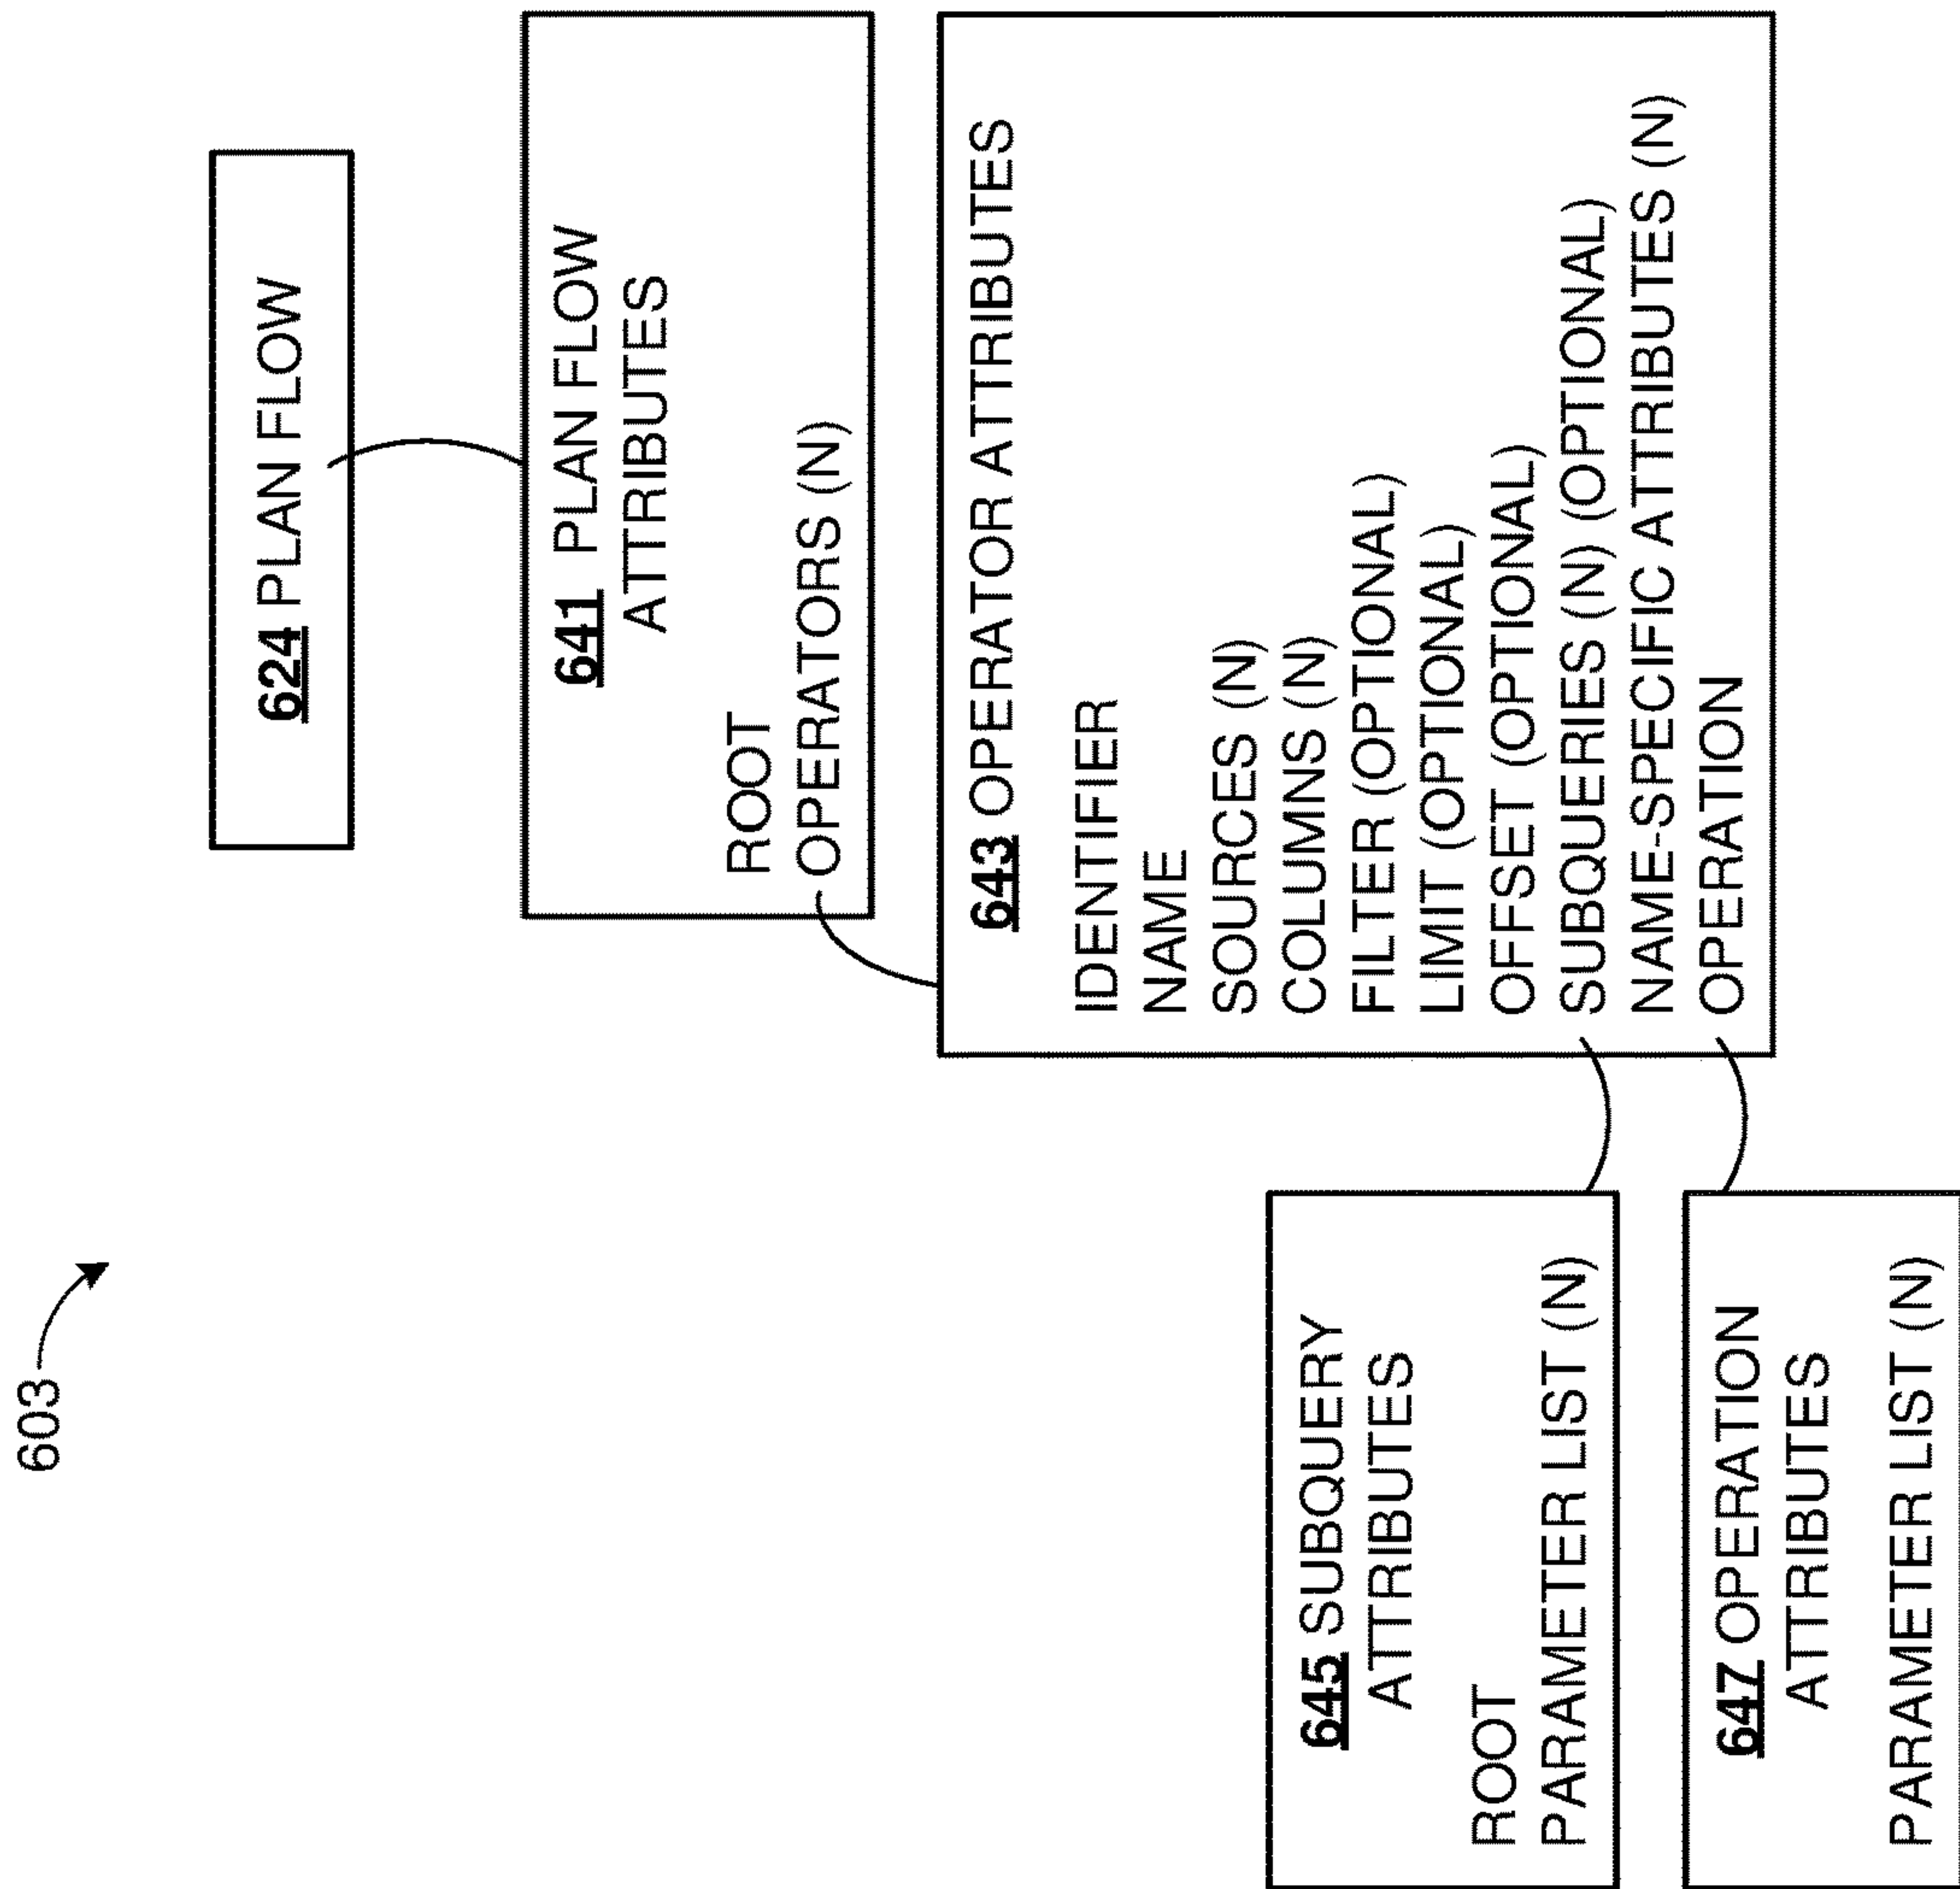 603
624 PLAN FLOW
641 PLAN FLOW
ATTRIBUTES
ROOT
OPERATORS (N)
643 OPERATOR ATTRIBUTES
IDENTIFIER
NAME
SOURCES (N)
COLUMNS (N)
FILTER (OPTIONAL)
LIMIT (OPTIONAL)
OFFSET (OPTIONAL)
SUBQUERIES (N) (OPTIONAL)
NAME-SPECIFIC ATTRIBUTES (N)
OPERATION
645 SUBQUERY
ATTRIBUTES
ROOT
PARAMETER LIST (N)
647 OPERATION
ATTRIBUTES
PARAMETER LIST (N)